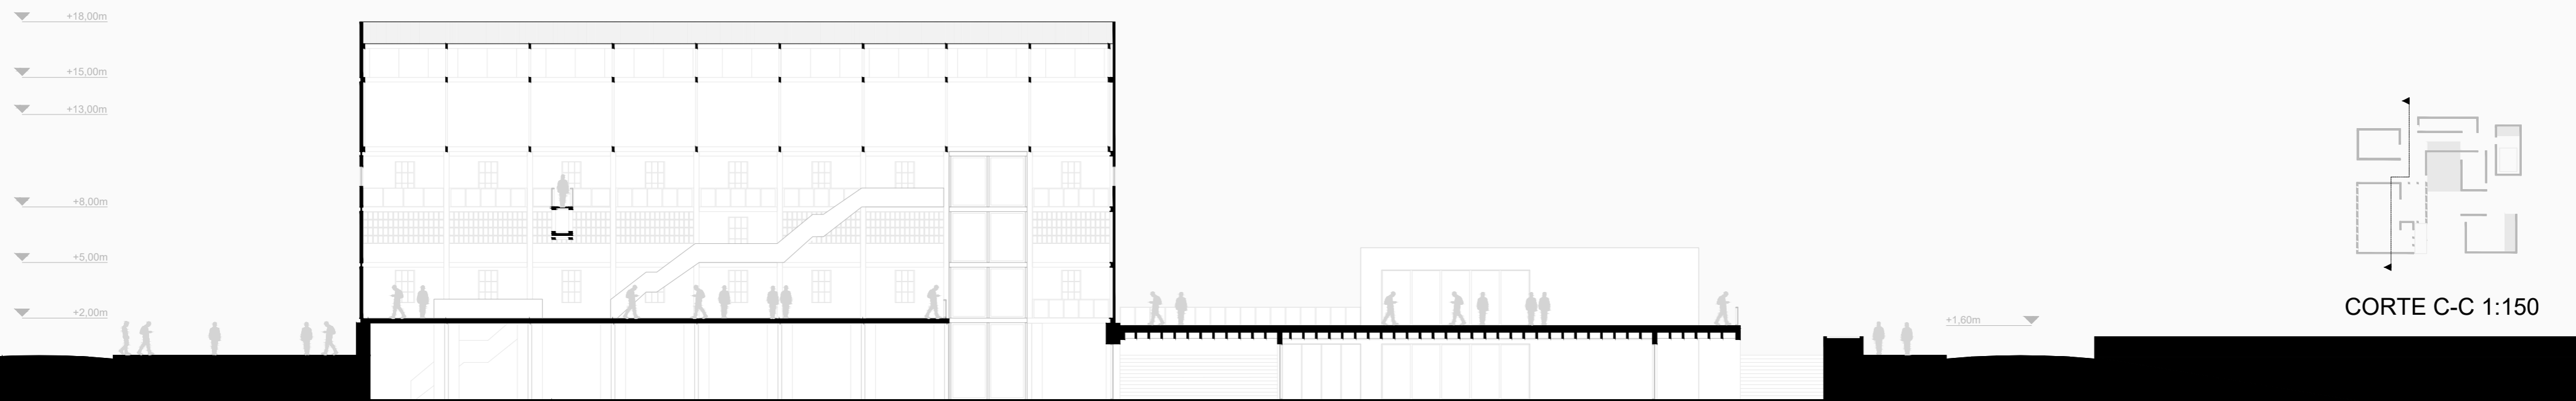 +18,00m
+15,00m
+13,00m
+8,00m
+5,00m
+2,00m
+1,60m
CORTE C-C 1:150